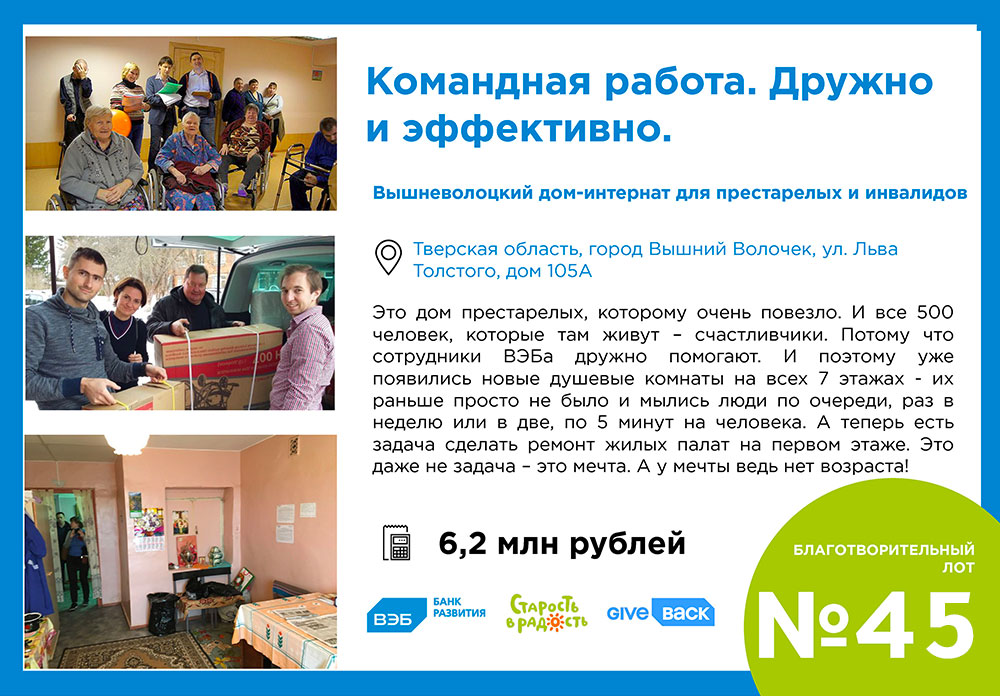 Командная работа. Дружно
и эффективно.
Вышневолоцкий дом-интернат для престарелых и инвалидов
Тверская область, город Вышний Волочек, ул. Льва
Толстого, дом 105А
Это дом престарелых, которому очень повезло. И все 500
человек, которые там живут – счастливчики. Потому что
сотрудники ВЭБа дружно помогают. И поэтому уже
появились новые душевые комнаты на всех 7 этажах - их
раньше просто не было и мылись люди по очереди, раз в
неделю или в две, по 5 минут на человека. А теперь есть
задача сделать ремонт жилых палат на первом этаже. Это
даже не задача – это мечта. А у мечты ведь нет возраста!
6,2 млн рублей
ВЭБ
БАНК
РАЗВИТИЯ
Старость
в радость
GIVE BACK
БЛАГОТВОРИТЕЛЬНЫЙ
ЛОТ
№45